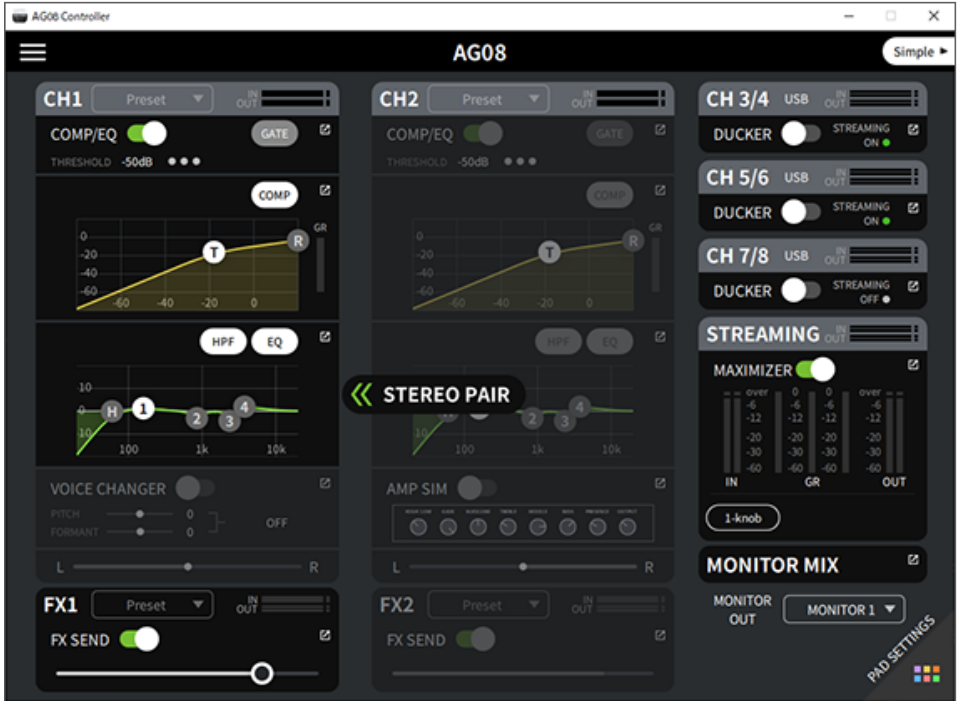 AG08 Controller
AG08
Simple
CH1 Preset IN OUT
COMP/EQ GATE
THRESHOLD -50dB
COMP
GR
0
-20
-40
-60
-60 -40 -20 0
T R
HPF EQ
10
0
10
100 1k 10k
H 1 2 3 4
VOICE CHANGER
PITCH 0
FORMANT 0
OFF
L R
FX1 Preset IN OUT
FX SEND
CH2 Preset IN OUT
COMP/EQ GATE
THRESHOLD -50dB
COMP
GR
0
-20
-40
-60
-60 -40 -20 0
T R
HPF EQ
STEREO PAIR
10
100 1k 10k
2 3 4
AMP SIM
L R
FX2 Preset IN OUT
FX SEND
CH 3/4 USB IN OUT
DUCKER STREAMING
ON
CH 5/6 USB IN OUT
DUCKER STREAMING
ON
CH 7/8 USB IN OUT
DUCKER STREAMING
OFF
STREAMING IN OUT
MAXIMIZER
over 0 0 over
-6 -6 -6 -6
-12 -12 -12 -12
-20 -20 -20 -20
-30 -30 -30 -30
-60 -60 -60 -60
IN GR OUT
1-knob
MONITOR MIX
MONITOR
OUT
MONITOR 1
PAD SETTINGS